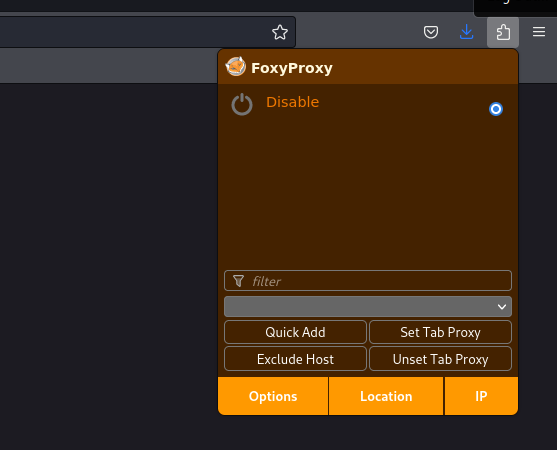 FoxyProxy
Disable
filter
Quick Add
Set Tab Proxy
Exclude Host
Unset Tab Proxy
Options
Location
IP